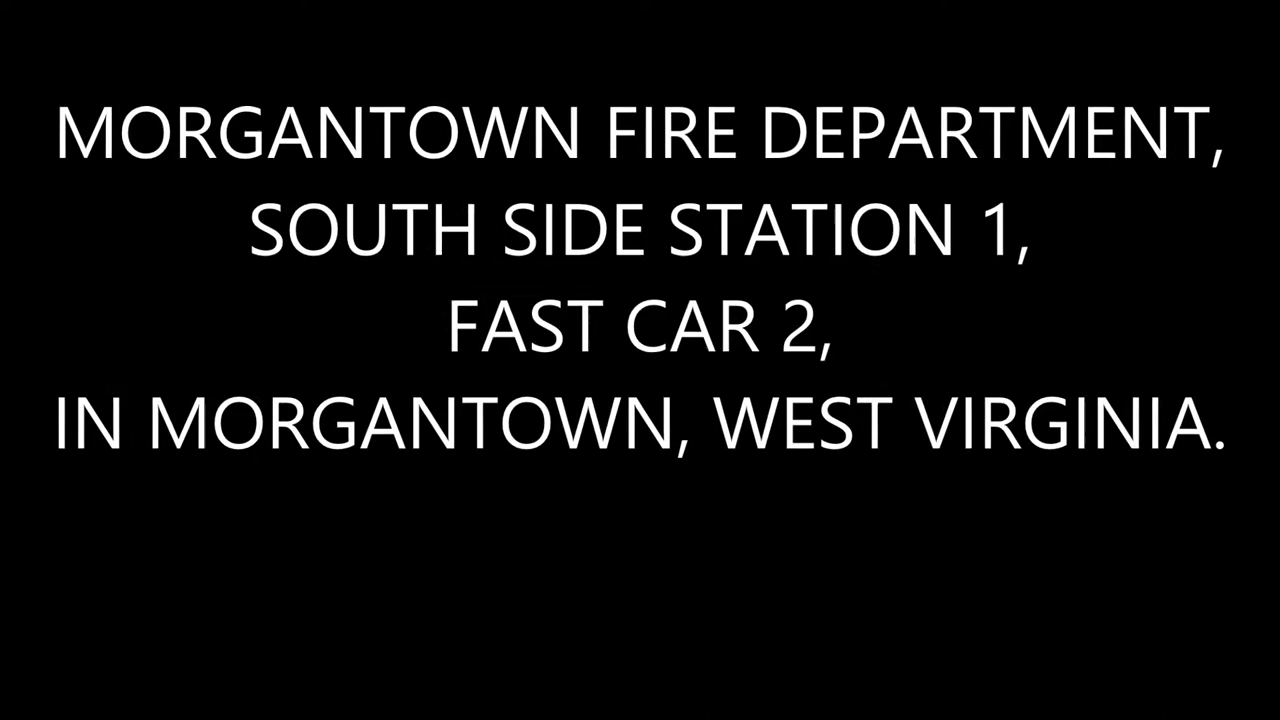 MORGANTOWN FIRE DEPARTMENT,
SOUTH SIDE STATION 1,
FAST CAR 2,
IN MORGANTOWN, WEST VIRGINIA.